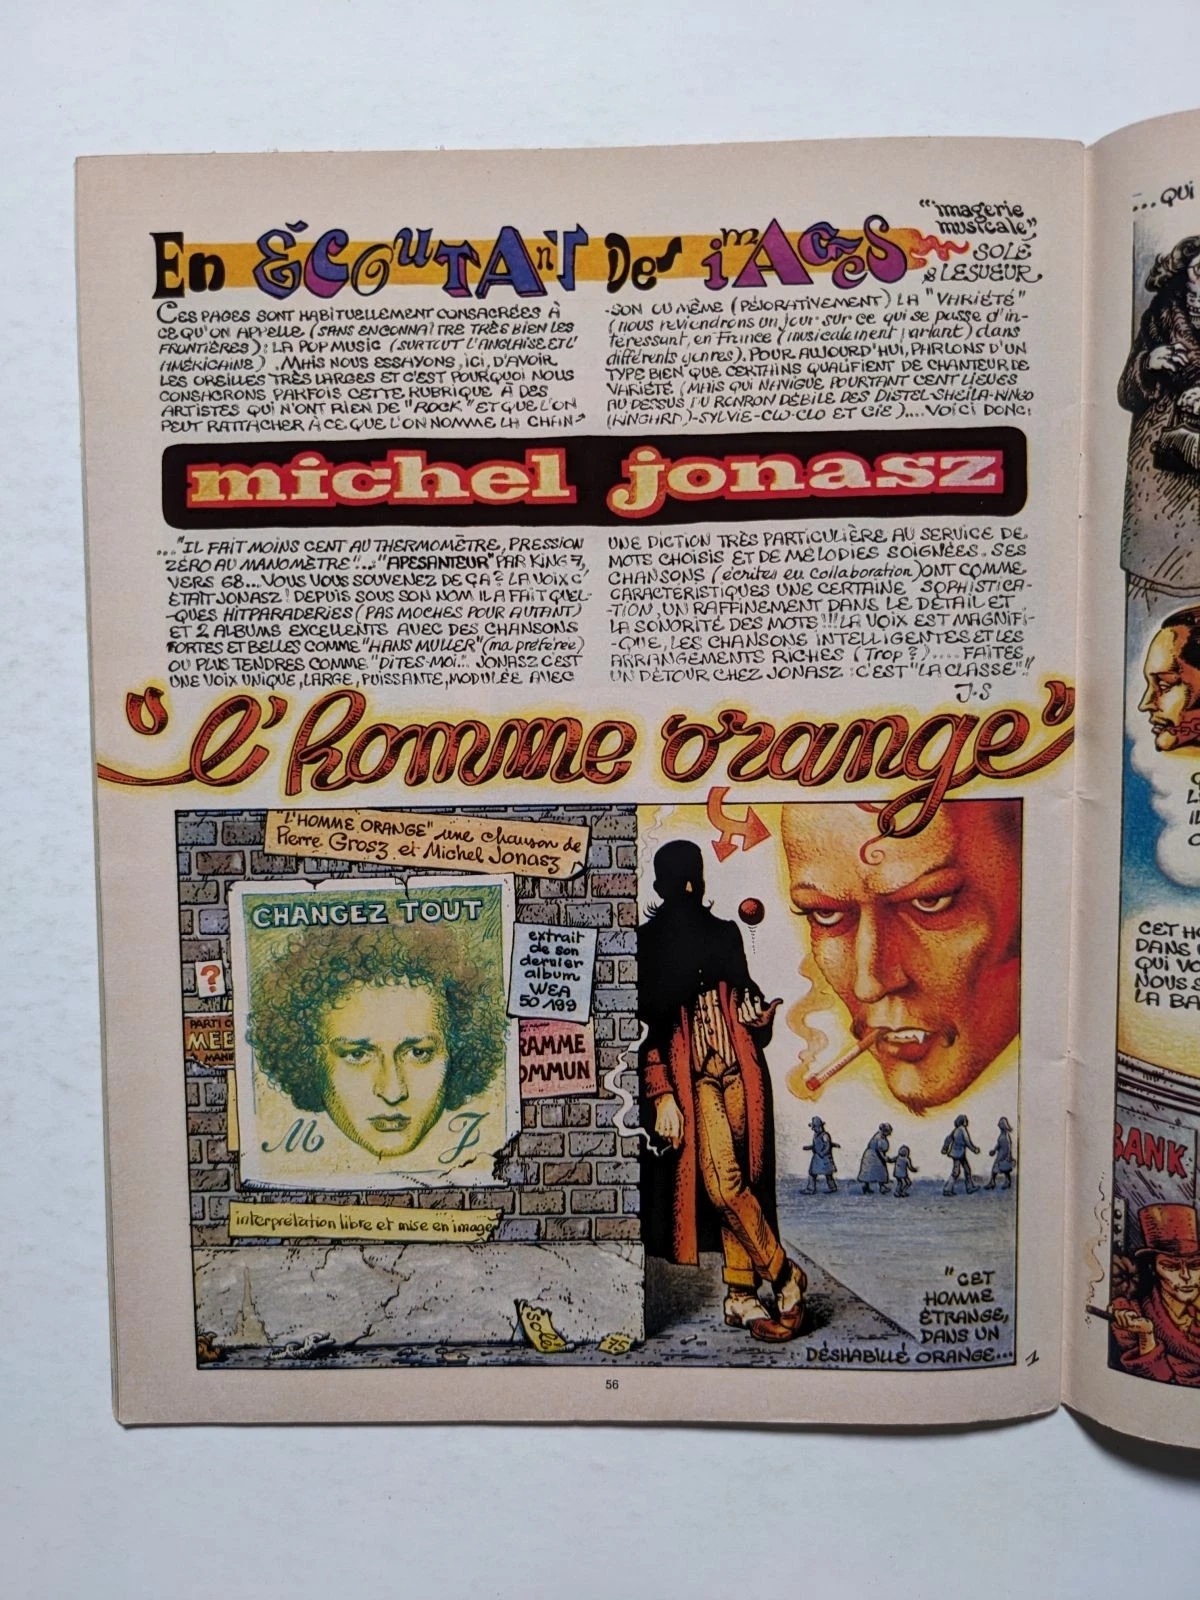 En ÉCOUTANT DES IMAGES
"imagerie
musicale"
SOLÉ
& LESUEUR
CES PAGES SONT HABITUELLEMENT CONSACRÉES À
CE QU'ON APPELLE (SANS EN CONNAÎTRE TRÈS BIEN LES
FRONTIÈRES): LA POP MUSIC (SURTOUT L'ANGLAISE ET L'
AMÉRICAINE). MAIS NOUS ESSAYONS, ICI, D'AVOIR
LES OREILLES TRÈS LARGES ET C'EST POURQUOI NOUS
CONSACRONS PARFOIS CETTE RUBRIQUE À DES
ARTISTES QUI N'ONT RIEN DE "ROCK" ET QUE L'ON
PEUT RATTACHER À CE QUE L'ON NOMME LA CHAN-
-SON OU MÊME (PÉJORATIVEMENT) LA "VARIÉTÉ"
(nous reviendrons un jour sur ce qui se passe d'in-
téressant, en France (musicalement parlant) dans
différents genres). POUR AUJOURD'HUI, PARLONS D'UN
TYPE BIEN QUE CERTAINS QUALIFIENT DE CHANTEUR DE
VARIÉTÉ (MAIS QUI NAVIGUE POURTANT CENT LIEUES
AU DESSUS DU RONRON DÉBILE DES DISTEL-SHEILA-RINGO
(RINGARD)-SYLVIE-CLO-CLO ET CIE).... VOICI DONC:
michel jonasz
..."IL FAIT MOINS CENT AU THERMOMÈTRE, PRESSION
ZÉRO AU MANOMÈTRE"...: "APESANTEUR" PAR KING 7,
VERS 68... VOUS VOUS SOUVENEZ DE ÇA? LA VOIX C'
ÉTAIT JONASZ! DEPUIS SOUS SON NOM IL A FAIT QUEL-
-QUES HITPARADERIES (PAS MOCHES POUR AUTANT)
ET 2 ALBUMS EXCELLENTS AVEC DES CHANSONS
FORTES ET BELLES COMME "HANS MULLER" (ma préférée)
OU PLUS TENDRES COMME "DITES-MOI".. JONASZ C'EST
UNE VOIX UNIQUE, LARGE, PUISSANTE, MODULÉE AVEC
UNE DICTION TRÈS PARTICULIÈRE AU SERVICE DE
MOTS CHOISIS ET DE MÉLODIES SOIGNÉES. SES
CHANSONS (écrites en collaboration) ONT COMME
CARACTÉRISTIQUES UNE CERTAINE SOPHISTICA-
-TION, UN RAFFINEMENT DANS LE DÉTAIL ET
LA SONORITÉ DES MOTS!!! LA VOIX EST MAGNIFI-
-QUE, LES CHANSONS INTELLIGENTES ET LES
ARRANGEMENTS RICHES (Trop?).... FAITES
UN DÉTOUR CHEZ JONASZ: C'EST "LA CLASSE"!!
J-S
"l'homme orange"
"L'HOMME ORANGE" une chanson de
Pierre Grosz et Michel Jonasz
CHANGEZ TOUT
M J
extrait
de son
dernier
album
WEA
50 199
?
PARTI C
MEE
MANIF
RAMME
OMMUN
interprétation libre et mise en image
Solé
75
"CET
HOMME
ÉTRANGE,
DANS UN
DÉSHABILLÉ ORANGE...
1
56
...QUI
CET HO
DANS
QUI VO
NOUS S
LA BA
BANK